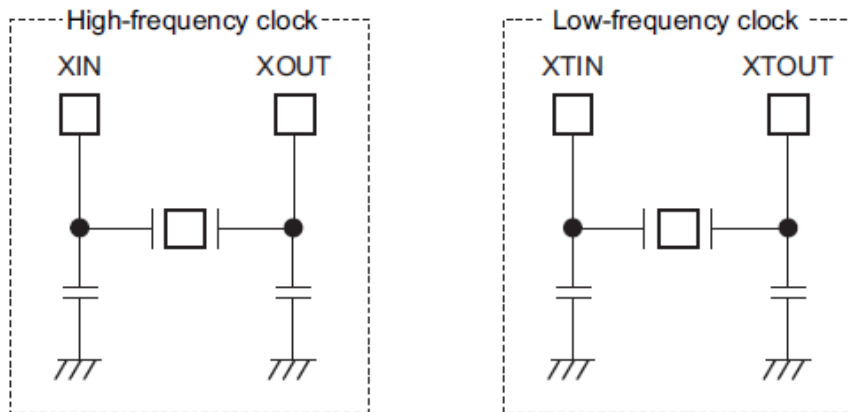 High-frequency clock
XIN XOUT
Low-frequency clock
XTIN XTOUT